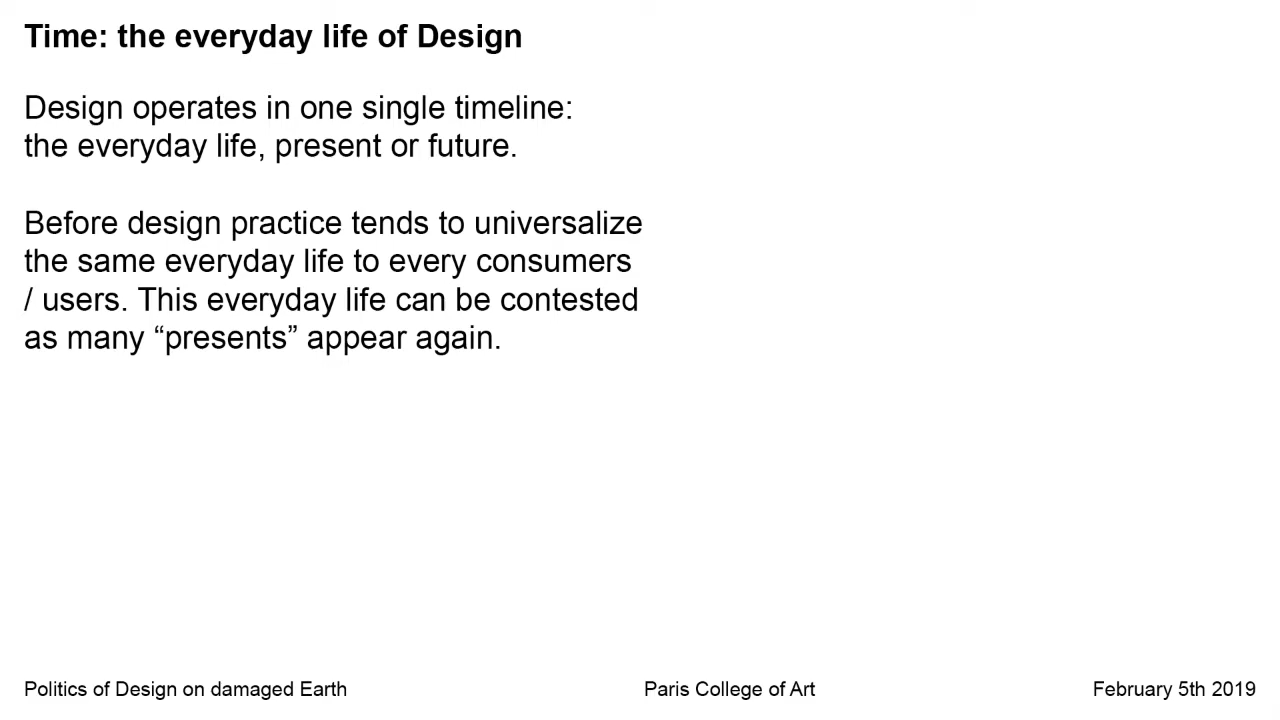 Time: the everyday life of Design
Design operates in one single timeline:
the everyday life, present or future.
Before design practice tends to universalize
the same everyday life to every consumers
/ users. This everyday life can be contested
as many “presents” appear again.
Politics of Design on damaged Earth
Paris College of Art
February 5th 2019